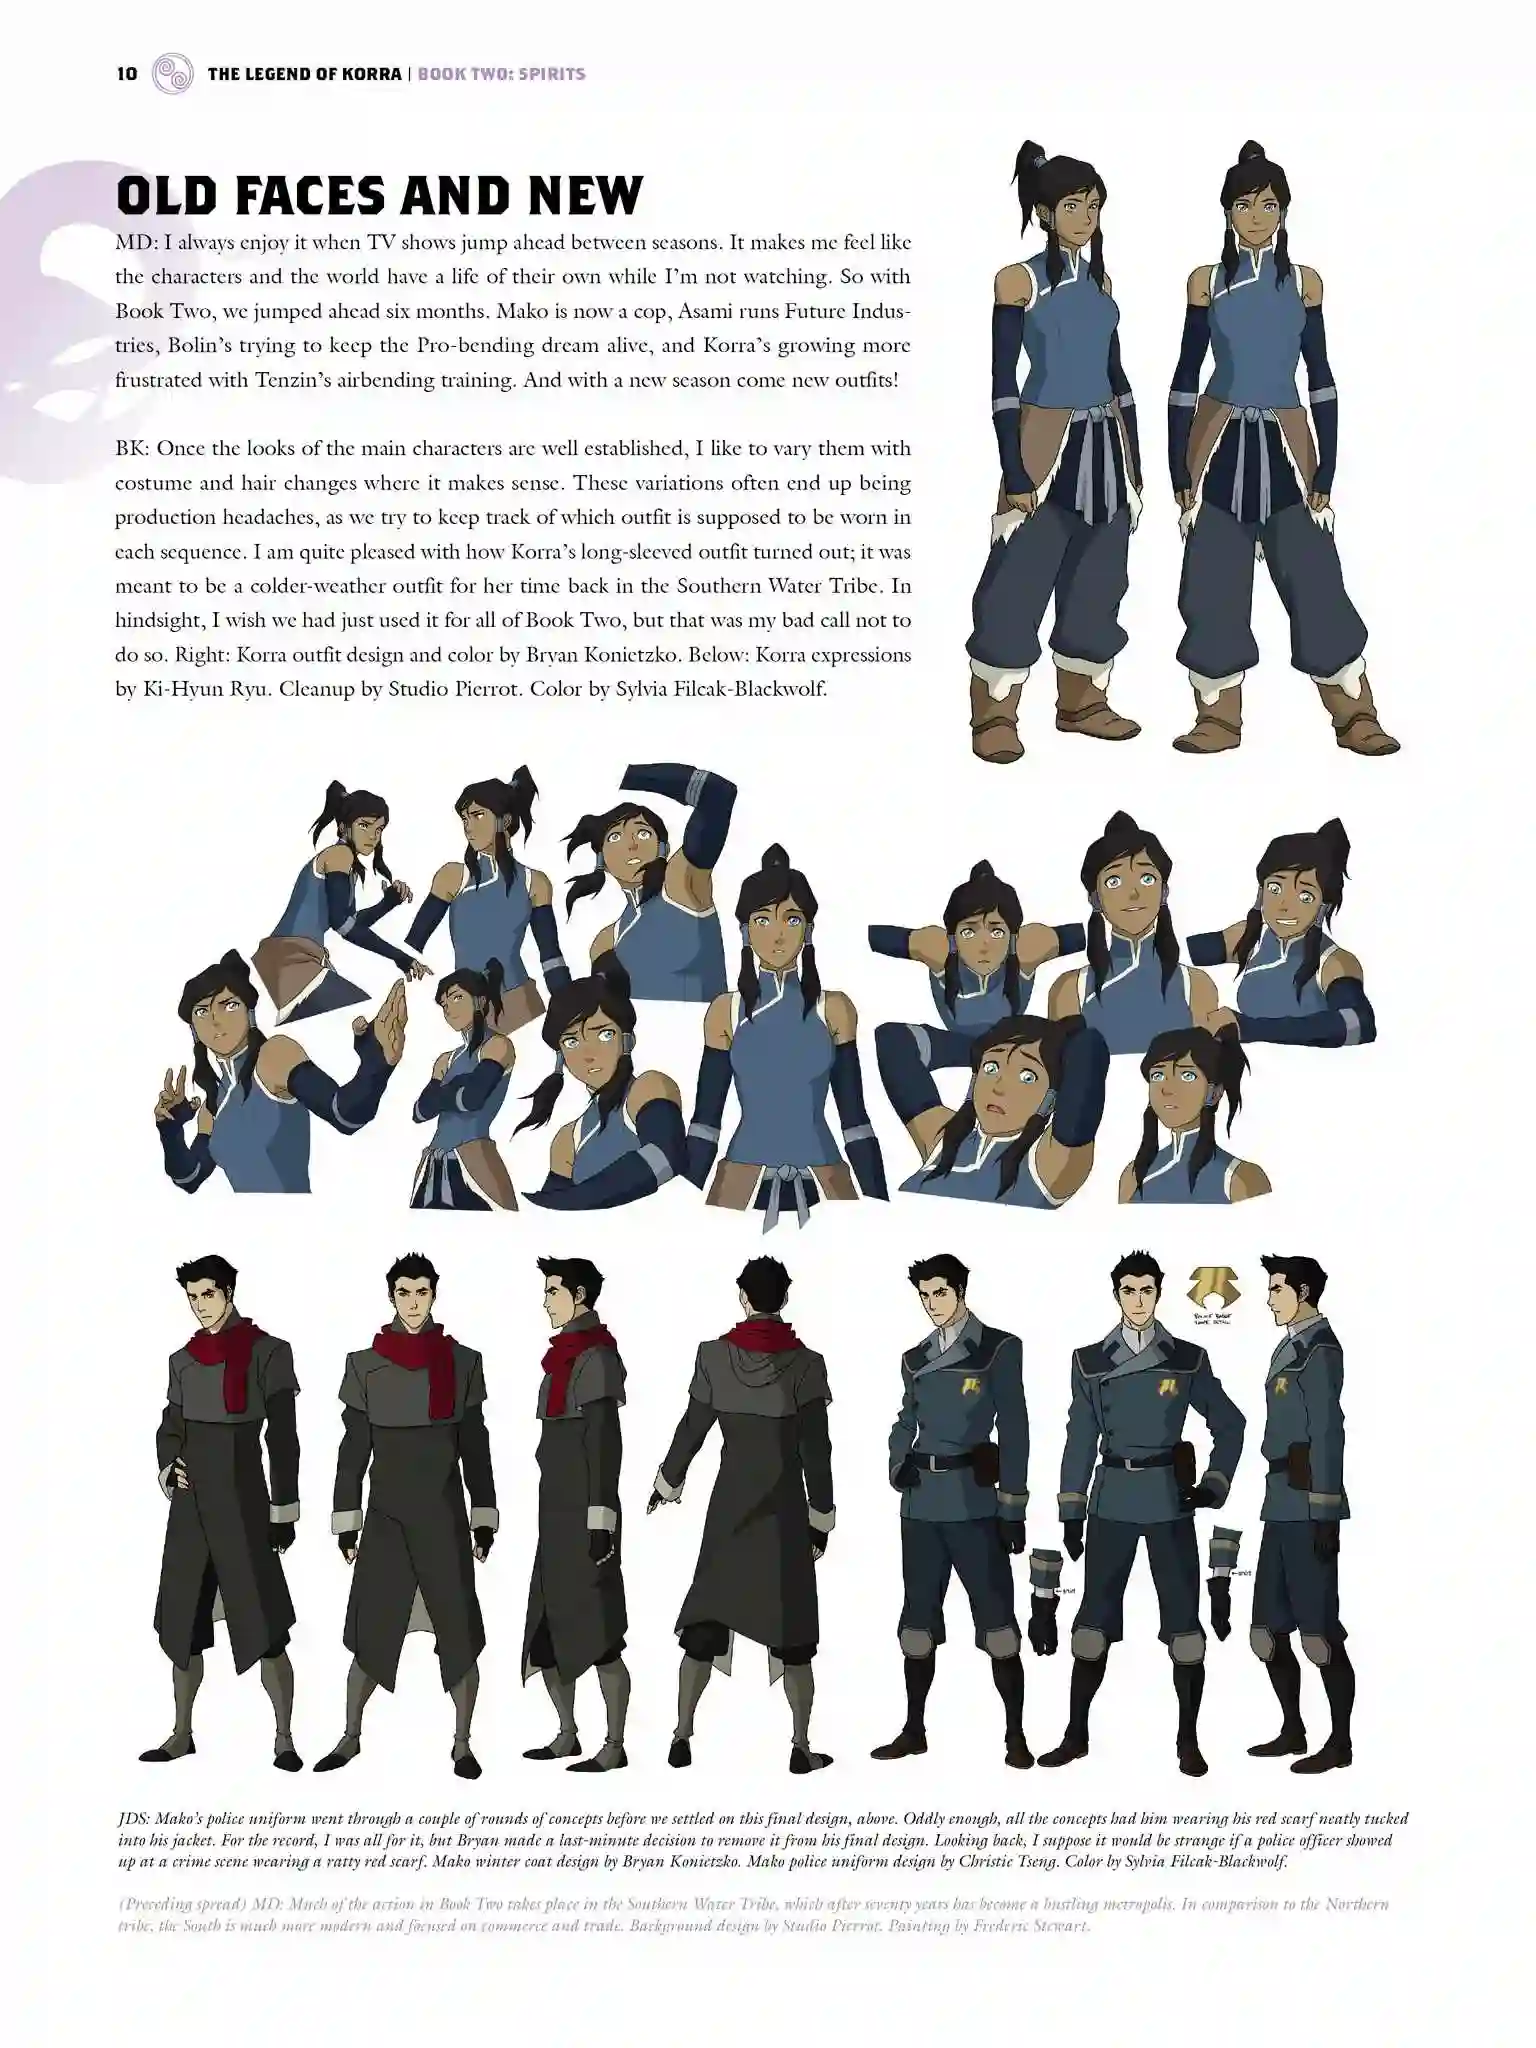 10 THE LEGEND OF KORRA | BOOK TWO: SPIRITS
OLD FACES AND NEW
MD: I always enjoy it when TV shows jump ahead between seasons. It makes me feel like
the characters and the world have a life of their own while I'm not watching. So with
Book Two, we jumped ahead six months. Mako is now a cop, Asami runs Future Indus-
tries, Bolin's trying to keep the Pro-bending dream alive, and Korra's growing more
frustrated with Tenzin's airbending training. And with a new season come new outfits!
BK: Once the looks of the main characters are well established, I like to vary them with
costume and hair changes where it makes sense. These variations often end up being
production headaches, as we try to keep track of which outfit is supposed to be worn in
each sequence. I am quite pleased with how Korra's long-sleeved outfit turned out; it was
meant to be a colder-weather outfit for her time back in the Southern Water Tribe. In
hindsight, I wish we had just used it for all of Book Two, but that was my bad call not to
do so. Right: Korra outfit design and color by Bryan Konietzko. Below: Korra expressions
by Ki-Hyun Ryu. Cleanup by Studio Pierrot. Color by Sylvia Filcak-Blackwolf.
POLICE BADGE
SHAPE DETAIL
JDS: Mako's police uniform went through a couple of rounds of concepts before we settled on this final design, above. Oddly enough, all the concepts had him wearing his red scarf neatly tucked
into his jacket. For the record, I was all for it, but Bryan made a last-minute decision to remove it from his final design. Looking back, I suppose it would be strange if a police officer showed
up at a crime scene wearing a ratty red scarf. Mako winter coat design by Bryan Konietzko. Mako police uniform design by Christie Tseng. Color by Sylvia Filcak-Blackwolf.
(Preceding spread) MD: Much of the action in Book Two takes place in the Southern Water Tribe, which after seventy years has become a bustling metropolis. In comparison to the Northern
tribe, the South is much more modern and focused on commerce and trade. Background design by Studio Pierrot. Painting by Frederic Stewart.